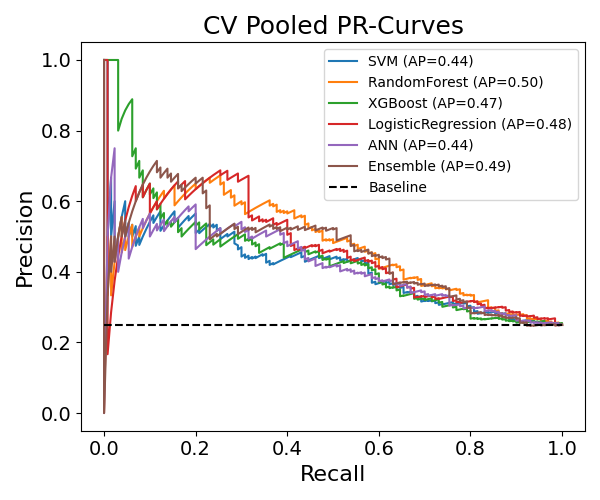 CV Pooled PR-Curves
SVM (AP=0.44)
RandomForest (AP=0.50)
XGBoost (AP=0.47)
LogisticRegression (AP=0.48)
ANN (AP=0.44)
Ensemble (AP=0.49)
Baseline
Precision
1.0
0.8
0.6
0.4
0.2
0.0
0.0 0.2 0.4 0.6 0.8 1.0
Recall